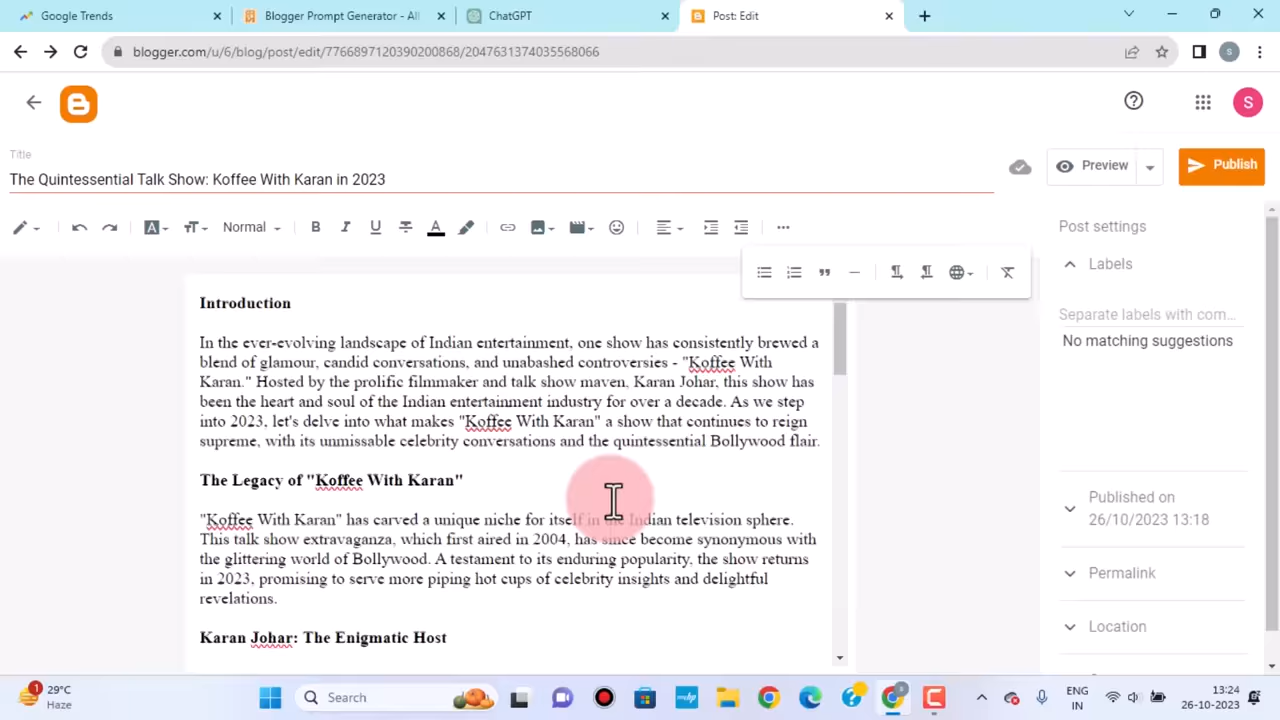 Google Trends
Blogger Prompt Generator - All
ChatGPT
Post: Edit
blogger.com/u/6/blog/post/edit/7766897120390200868/2047631374035568066
S
S
Title
The Quintessential Talk Show: Koffee With Karan in 2023
Preview
Publish
Normal
B
I
U
A
Post settings
Labels
Separate labels with com...
No matching suggestions
Introduction
In the ever-evolving landscape of Indian entertainment, one show has consistently brewed a
blend of glamour, candid conversations, and unabashed controversies - "Koffee With
Karan." Hosted by the prolific filmmaker and talk show maven, Karan Johar, this show has
been the heart and soul of the Indian entertainment industry for over a decade. As we step
into 2023, let's delve into what makes "Koffee With Karan" a show that continues to reign
supreme, with its unmissable celebrity conversations and the quintessential Bollywood flair.
The Legacy of "Koffee With Karan"
"Koffee With Karan" has carved a unique niche for itself in the Indian television sphere.
This talk show extravaganza, which first aired in 2004, has since become synonymous with
the glittering world of Bollywood. A testament to its enduring popularity, the show returns
in 2023, promising to serve more piping hot cups of celebrity insights and delightful
revelations.
Karan Johar: The Enigmatic Host
Published on
26/10/2023 13:18
Permalink
Location
1
29°C
Haze
Search
ENG
IN
13:24
26-10-2023